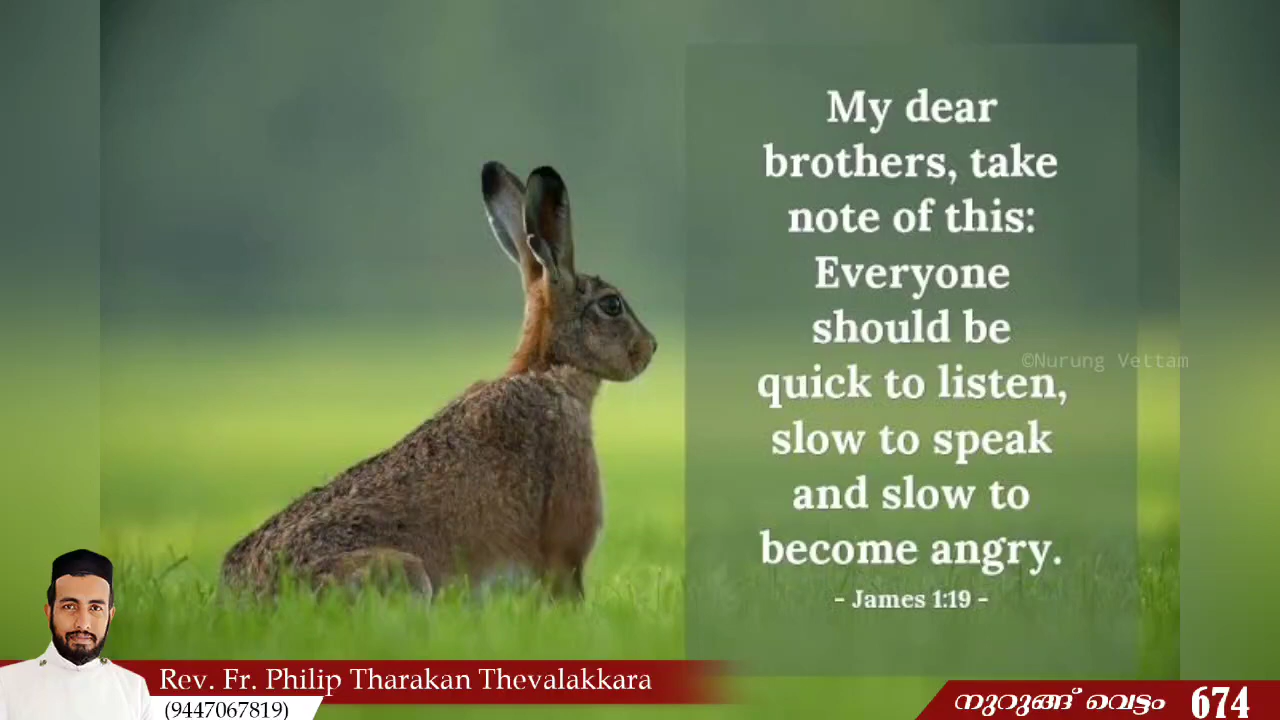 My dear
brothers, take
note of this:
Everyone
should be
quick to listen,
slow to speak
and slow to
become angry.
- James 1:19 -
©Nurung Vettam
Rev. Fr. Philip Tharakan Thevalakkara
(9447067819)
നുറുങ്ങ് വെട്ടം 674